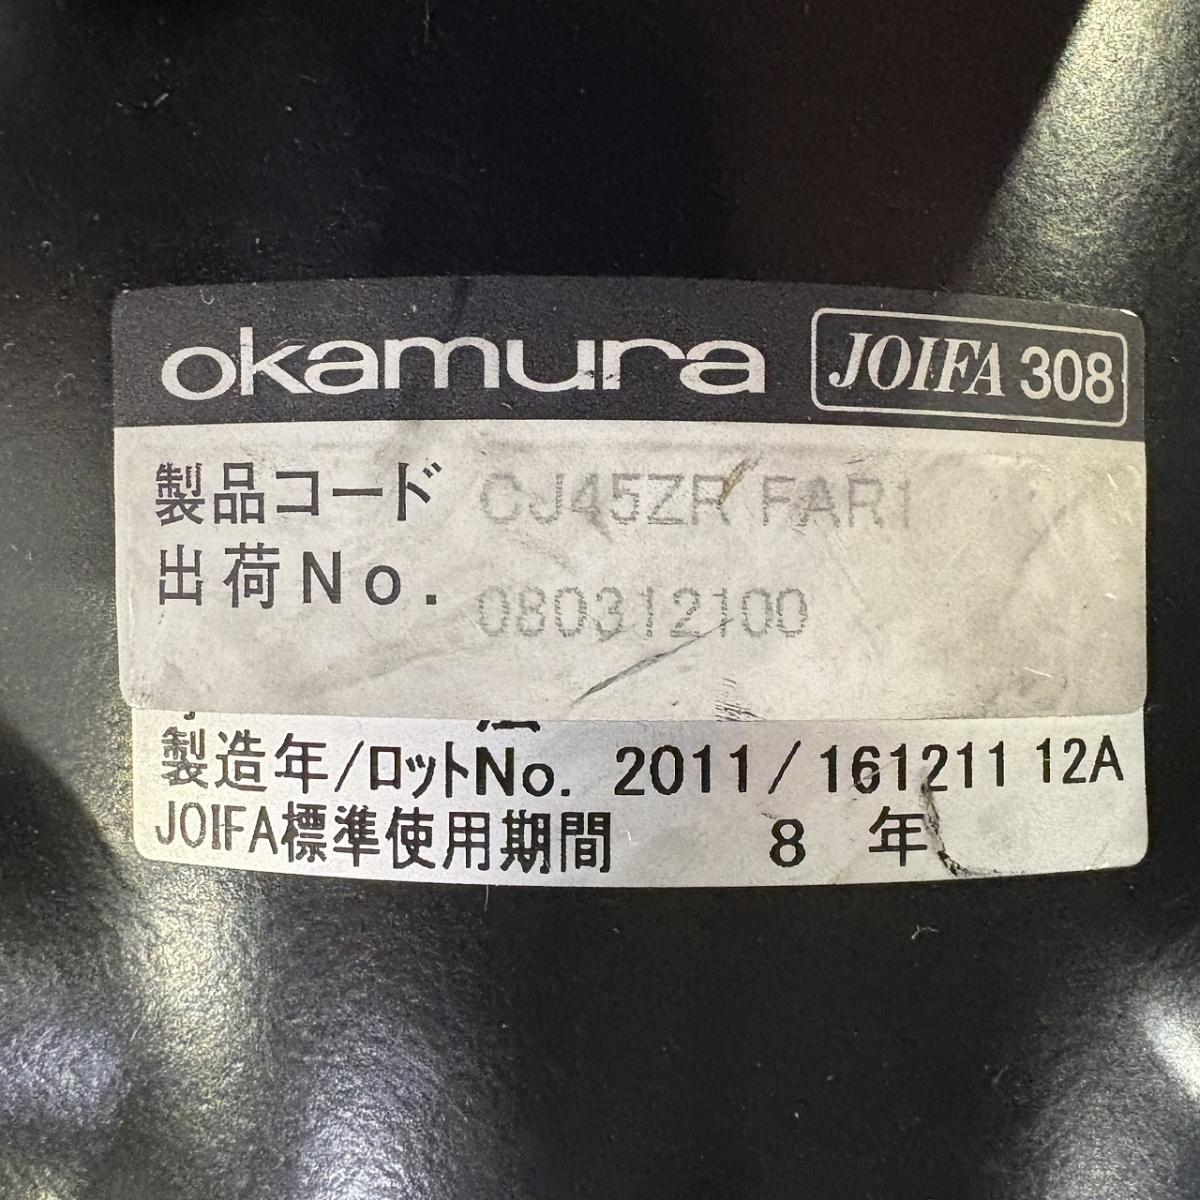 okamura JOIFA 308
製品コード CJ45ZR FAR1
出荷No. 080312100
製造年/ロットNo. 2011/161211 12A
JOIFA標準使用期間 8年